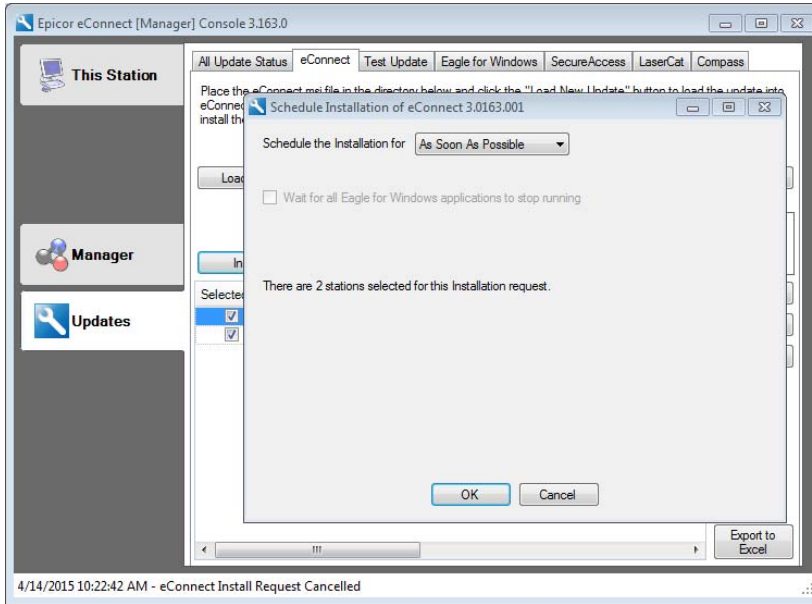 Epicor eConnect [Manager] Console 3.163.0
This Station
All Update Status eConnect Test Update Eagle for Windows SecureAccess LaserCat Compass
Place the eConnect msi file in the directory below and click the "Load New Update" button to load the update into
Schedule Installation of eConnect 3.0163.001
install the
Schedule the Installation for As Soon As Possible
Wait for all Eagle for Windows applications to stop running
Manager
There are 2 stations selected for this Installation request.
Updates
OK Cancel
Export to
Excel
4/14/2015 10:22:42 AM - eConnect Install Request Cancelled